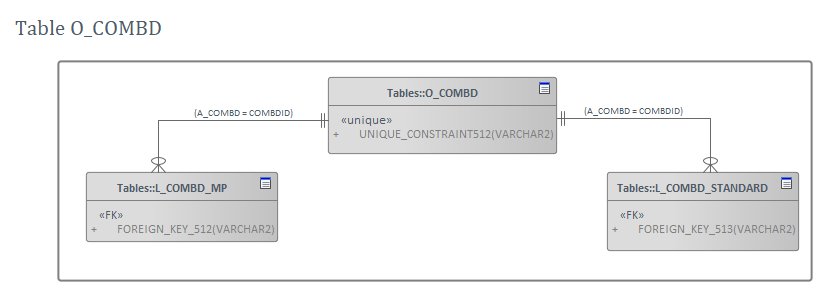 Table O_COMBD
Tables::O_COMBD
(A_COMBD = COMBDID)
(A_COMBD = COMBDID)
«unique»
+ UNIQUE_CONSTRAINT512(VARCHAR2)
Tables::L_COMBD_MP
«FK»
+ FOREIGN_KEY_512(VARCHAR2)
Tables::L_COMBD_STANDARD
«FK»
+ FOREIGN_KEY_513(VARCHAR2)